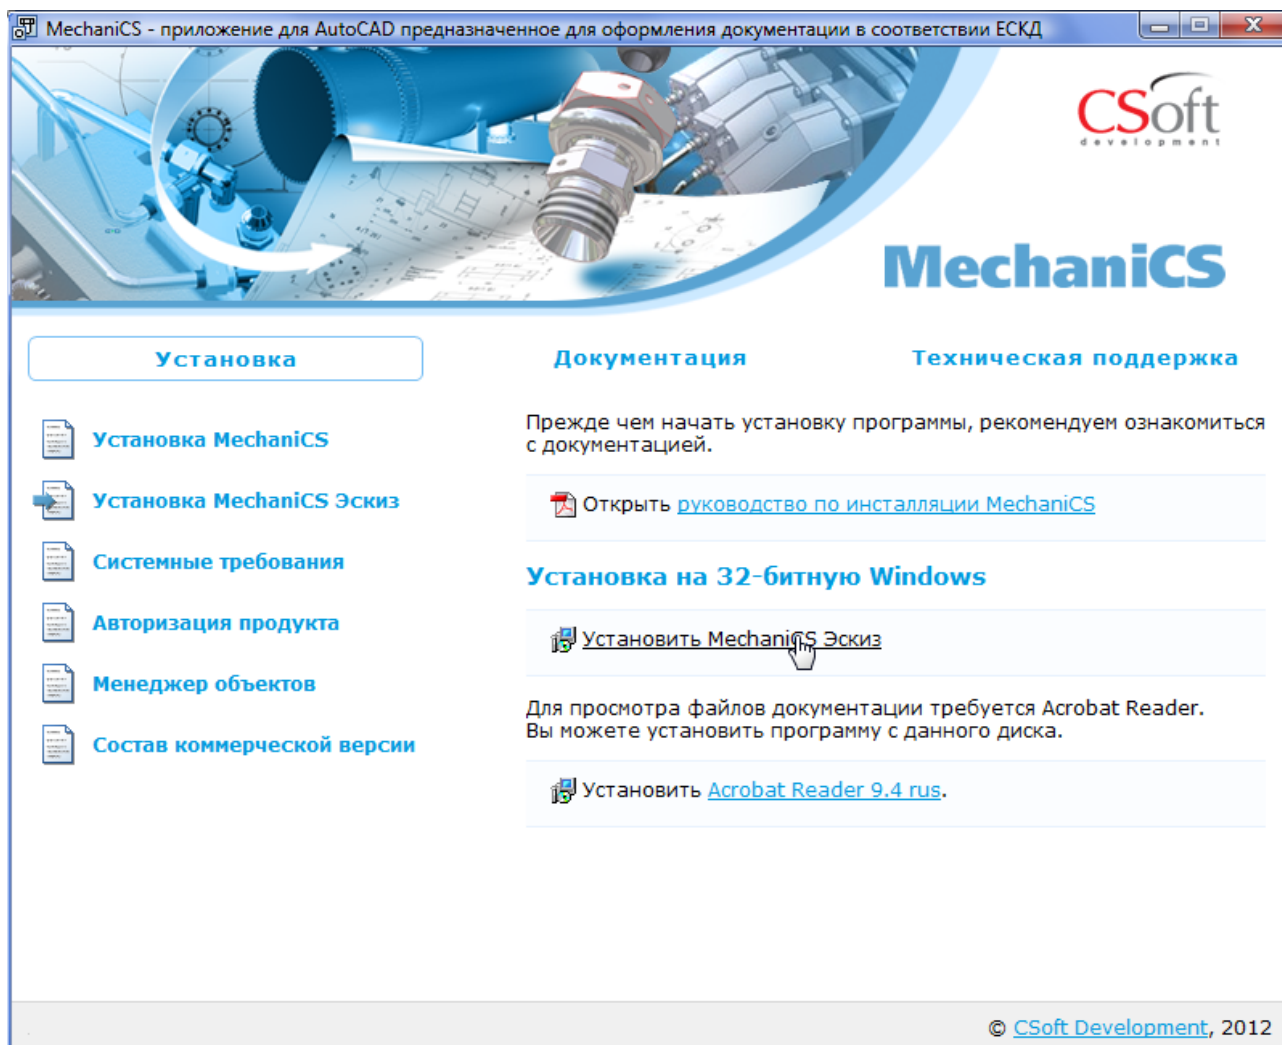 MechaniCS - приложение для AutoCAD предназначенное для оформления документации в соответствии ЕСКД
CSoft
development
MechaniCS
Установка
Документация
Техническая поддержка
Установка MechaniCS
Установка MechaniCS Эскиз
Системные требования
Авторизация продукта
Менеджер объектов
Состав коммерческой версии
Прежде чем начать установку программы, рекомендуем ознакомиться
с документацией.
Открыть руководство по инсталляции MechaniCS
Установка на 32-битную Windows
Установить MechaniCS Эскиз
Для просмотра файлов документации требуется Acrobat Reader.
Вы можете установить программу с данного диска.
Установить Acrobat Reader 9.4 rus.
© CSoft Development, 2012